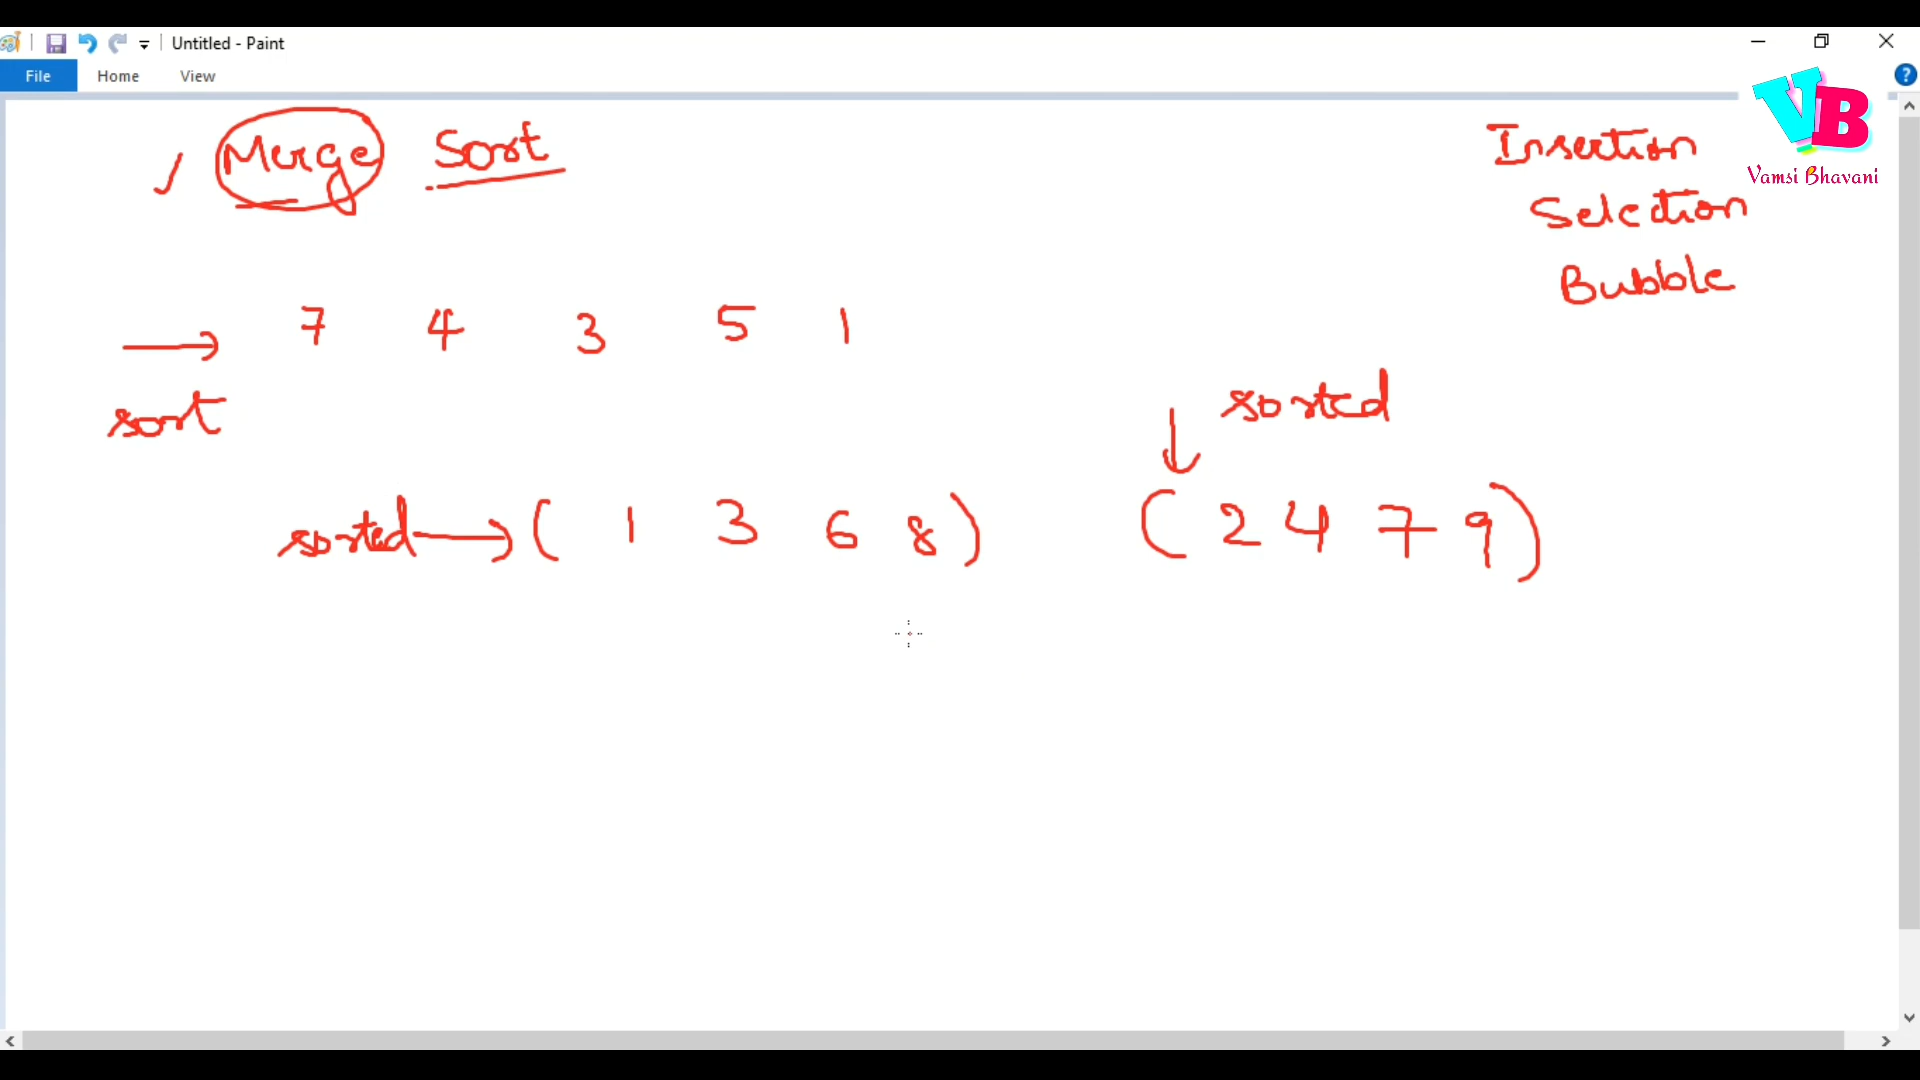 Untitled - Paint
File Home View
VB
Vamsi Bhavani
Merge Sort
Insertion
Selection
Bubble
7 4 3 5 1
sort
sorted
sorted → ( 1 3 6 8 ) ( 2 4 7 9 )